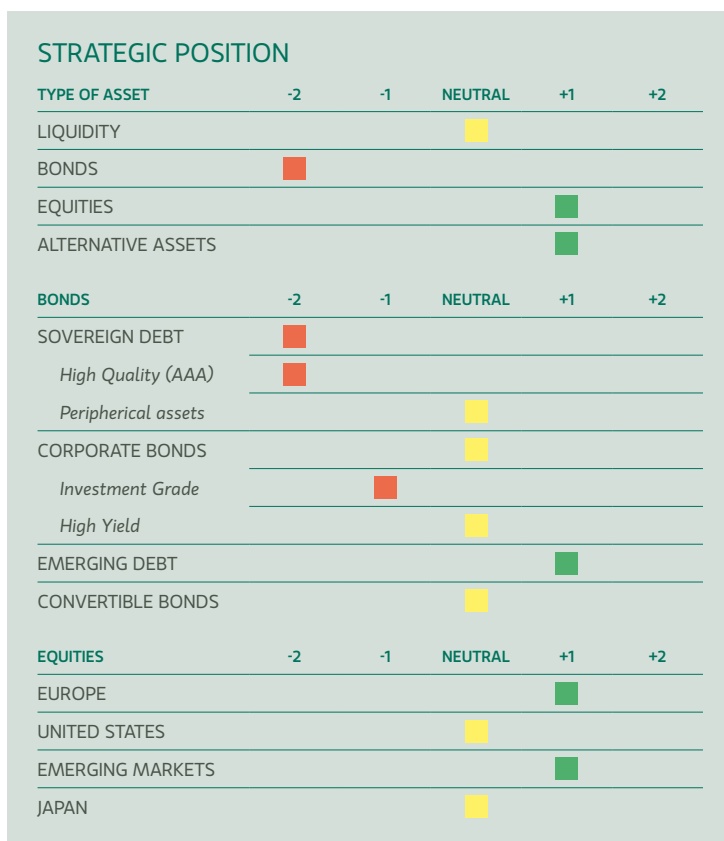 STRATEGIC POSITION
TYPE OF ASSET -2 -1 NEUTRAL +1 +2
LIQUIDITY
BONDS
EQUITIES
ALTERNATIVE ASSETS
BONDS -2 -1 NEUTRAL +1 +2
SOVEREIGN DEBT
High Quality (AAA)
Peripherical assets
CORPORATE BONDS
Investment Grade
High Yield
EMERGING DEBT
CONVERTIBLE BONDS
EQUITIES -2 -1 NEUTRAL +1 +2
EUROPE
UNITED STATES
EMERGING MARKETS
JAPAN